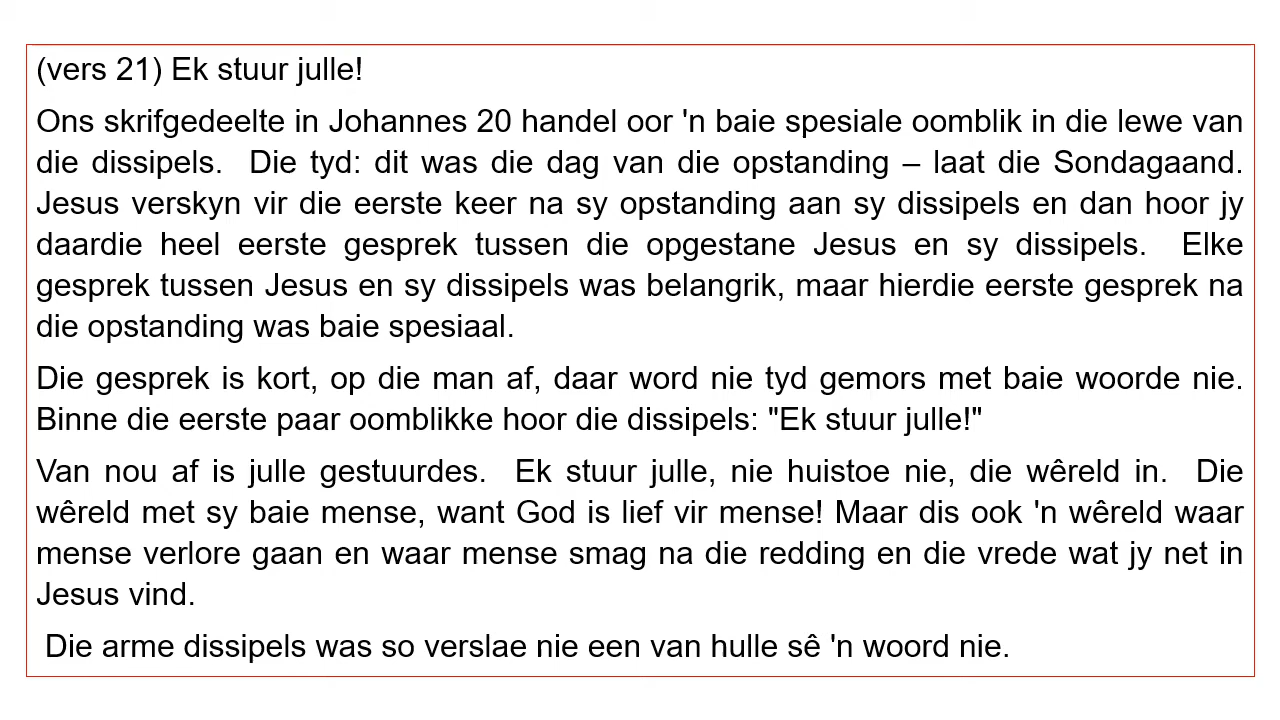 (vers 21) Ek stuur julle!
Ons skrifgedeelte in Johannes 20 handel oor 'n baie spesiale oomblik in die lewe van
die dissipels.  Die tyd: dit was die dag van die opstanding – laat die Sondagaand.
Jesus verskyn vir die eerste keer na sy opstanding aan sy dissipels en dan hoor jy
daardie heel eerste gesprek tussen die opgestane Jesus en sy dissipels.  Elke
gesprek tussen Jesus en sy dissipels was belangrik, maar hierdie eerste gesprek na
die opstanding was baie spesiaal.
Die gesprek is kort, op die man af, daar word nie tyd gemors met baie woorde nie.
Binne die eerste paar oomblikke hoor die dissipels: "Ek stuur julle!"
Van nou af is julle gestuurdes.  Ek stuur julle, nie huistoe nie, die wêreld in.  Die
wêreld met sy baie mense, want God is lief vir mense! Maar dis ook 'n wêreld waar
mense verlore gaan en waar mense smag na die redding en die vrede wat jy net in
Jesus vind.
Die arme dissipels was so verslae nie een van hulle sê 'n woord nie.